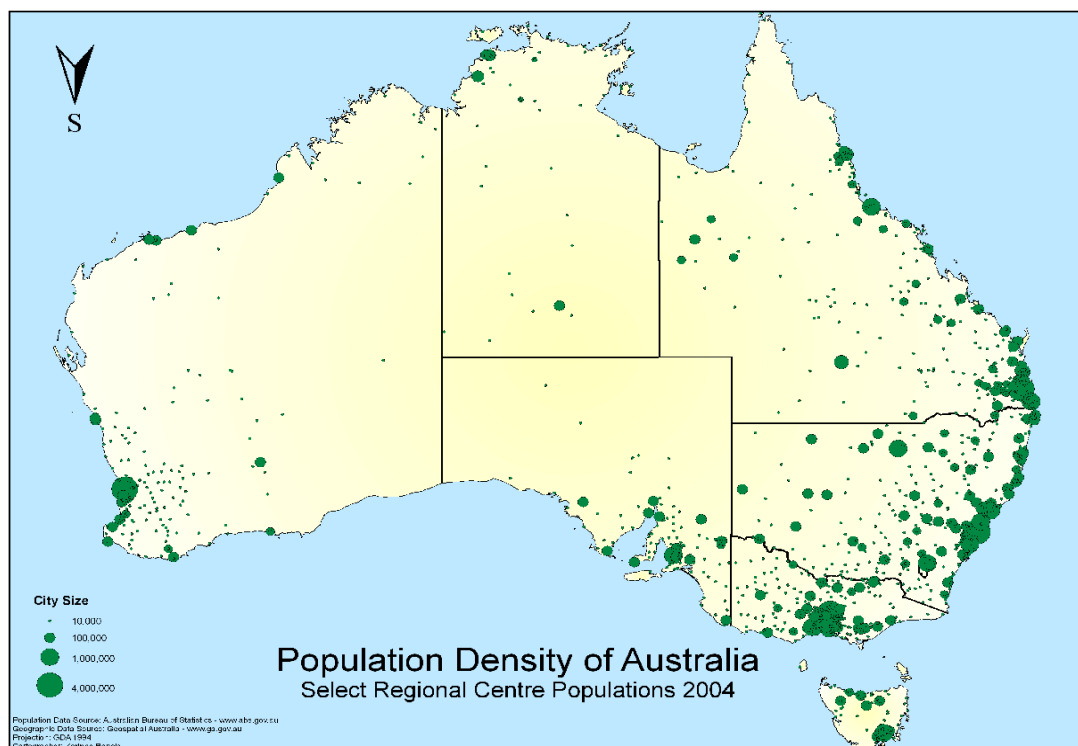 S
City Size
10,000
100,000
1,000,000
4,000,000
Population Density of Australia
Select Regional Centre Populations 2004
Population Data Source: Australian Bureau of Statistics - www.abs.gov.au
Geographic Data Source: Geospatial Australia - www.ga.gov.au
Projection: GDA 1994